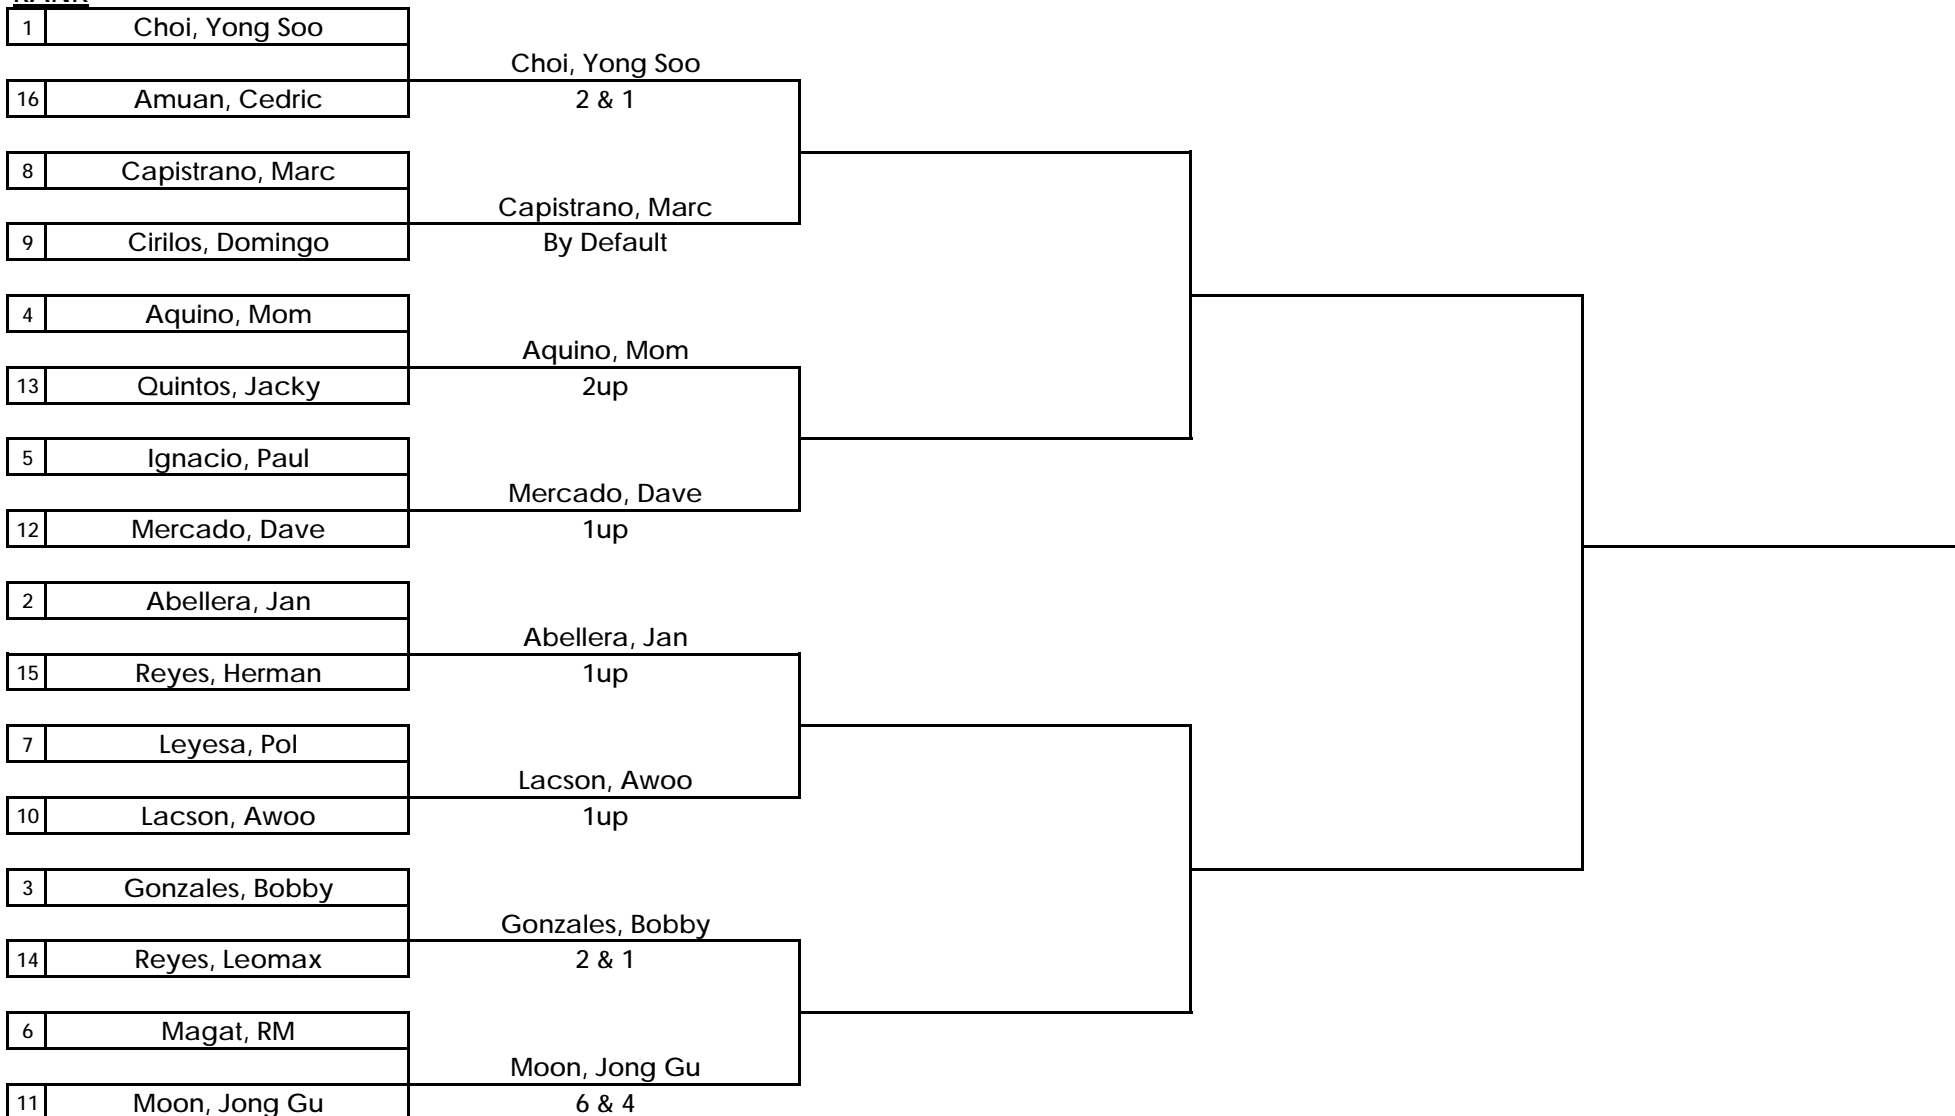 RANK
1 Choi, Yong Soo
Choi, Yong Soo
16 Amuan, Cedric
2 & 1
8 Capistrano, Marc
Capistrano, Marc
9 Cirilos, Domingo
By Default
4 Aquino, Mom
Aquino, Mom
13 Quintos, Jacky
2up
5 Ignacio, Paul
Mercado, Dave
12 Mercado, Dave
1up
2 Abellera, Jan
Abellera, Jan
15 Reyes, Herman
1up
7 Leyesa, Pol
Lacson, Awoo
10 Lacson, Awoo
1up
3 Gonzales, Bobby
Gonzales, Bobby
14 Reyes, Leomax
2 & 1
6 Magat, RM
Moon, Jong Gu
11 Moon, Jong Gu
6 & 4